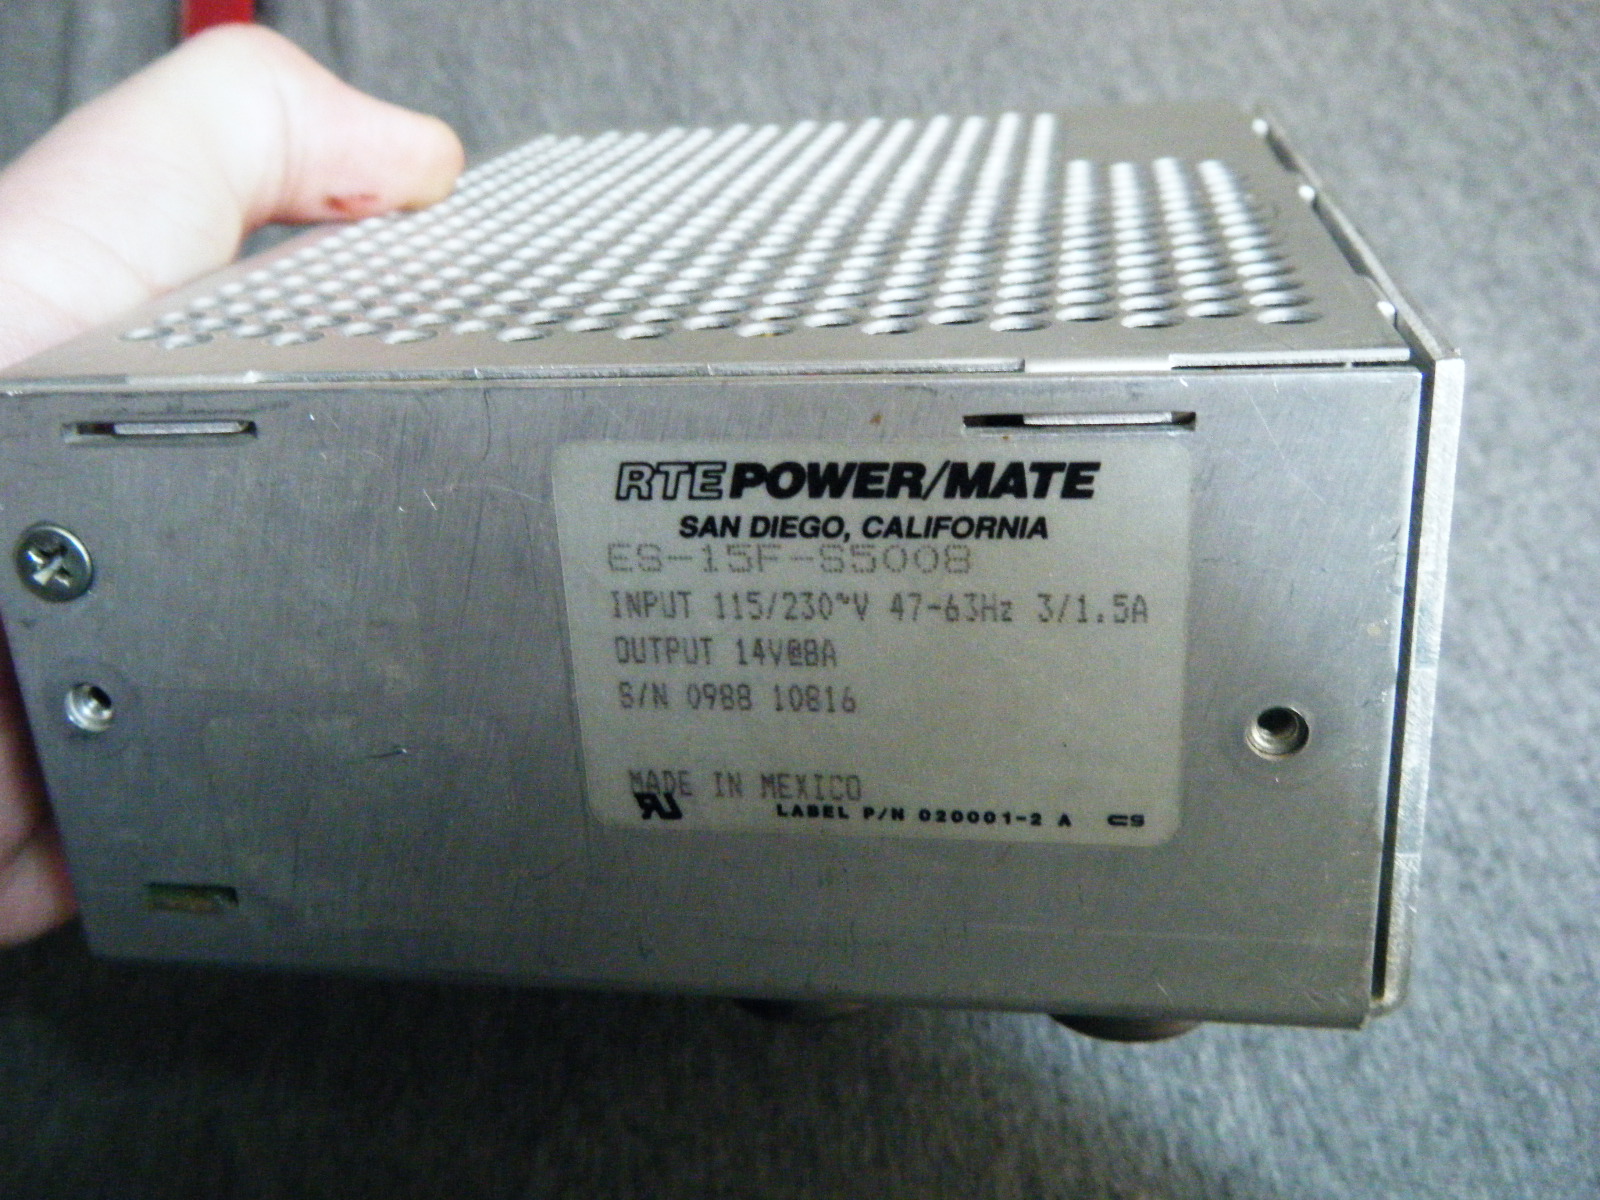 RTE POWER/MATE
SAN DIEGO, CALIFORNIA
ES-15F-S5008
INPUT 115/230~V 47-63Hz 3/1.5A
OUTPUT 14V@8A
S/N 0988 10816
MADE IN MEXICO
LABEL P/N 020001-2 A